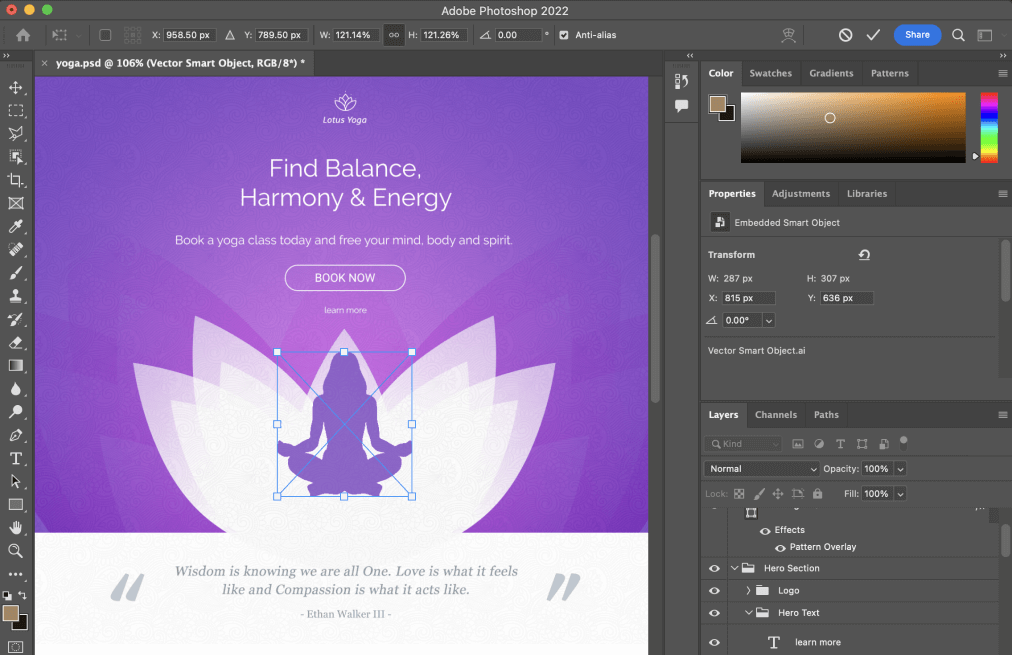 Adobe Photoshop 2022
X: 958.50 px Y: 789.50 px W: 121.14% H: 121.26% 0.00 ° Anti-alias Share
× yoga.psd @ 106% (Vector Smart Object, RGB/8*) *
Lotus Yoga
Find Balance,
Harmony & Energy
Book a yoga class today and free your mind, body and spirit.
BOOK NOW
learn more
Wisdom is knowing we are all One. Love is what it feels
like and Compassion is what it acts like.
- Ethan Walker III -
Color Swatches Gradients Patterns
Properties Adjustments Libraries
Embedded Smart Object
Transform
W: 287 px H: 307 px
X: 815 px Y: 636 px
0.00°
Vector Smart Object.ai
Layers Channels Paths
Kind
Normal Opacity: 100%
Lock: Fill: 100%
Effects
Pattern Overlay
Hero Section
Logo
Hero Text
learn more